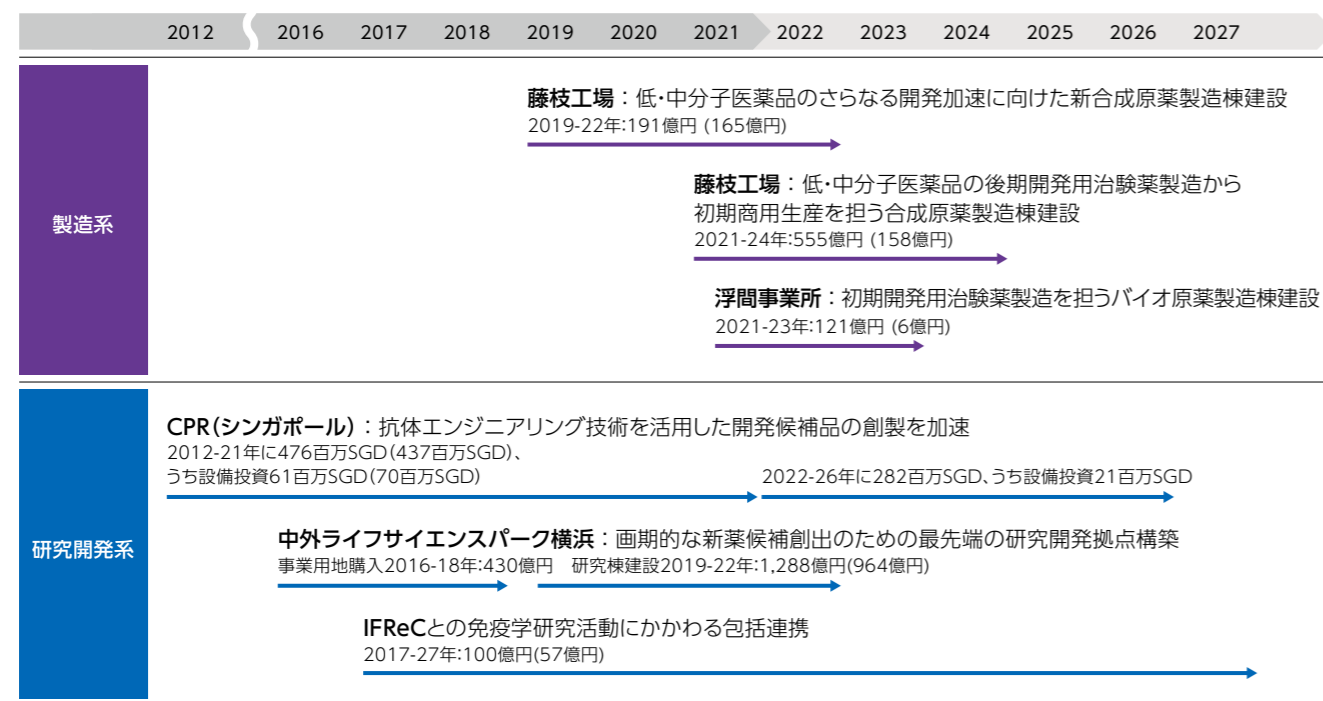 2012 2016 2017 2018 2019 2020 2021 2022 2023 2024 2025 2026 2027
製造系
藤枝工場：低・中分子医薬品のさらなる開発加速に向けた新合成原薬製造棟建設
2019-22年：191億円 (165億円)
藤枝工場：低・中分子医薬品の後期開発用治験薬製造から
初期商用生産を担う合成原薬製造棟建設
2021-24年：555億円 (158億円)
浮間事業所：初期開発用治験薬製造を担うバイオ原薬製造棟建設
2021-23年：121億円 (6億円)
研究開発系
CPR（シンガポール）：抗体エンジニアリング技術を活用した開発候補品の創製を加速
2012-21年に476百万SGD（437百万SGD）、
うち設備投資61百万SGD（70百万SGD） 2022-26年に282百万SGD、うち設備投資21百万SGD
中外ライフサイエンスパーク横浜：画期的な新薬候補創出のための最先端の研究開発拠点構築
事業用地購入2016-18年：430億円 研究棟建設2019-22年：1,288億円(964億円)
IFReCとの免疫学研究活動にかかわる包括連携
2017-27年：100億円(57億円)